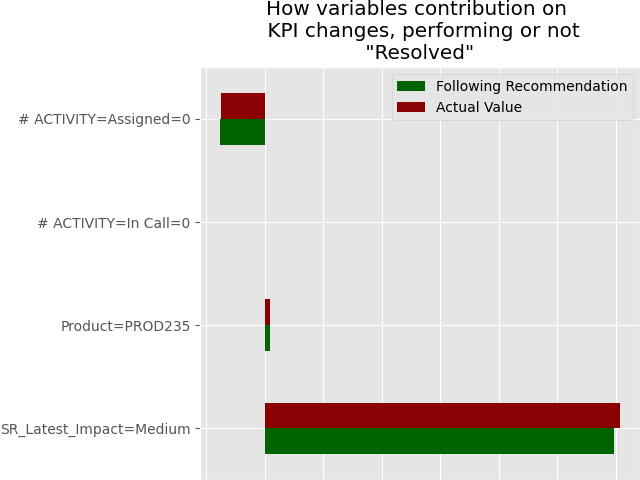 How variables contribution on
KPI changes, performing or not
"Resolved"
Following Recommendation
Actual Value
# ACTIVITY=Assigned=0
# ACTIVITY=In Call=0
Product=PROD235
SR_Latest_Impact=Medium